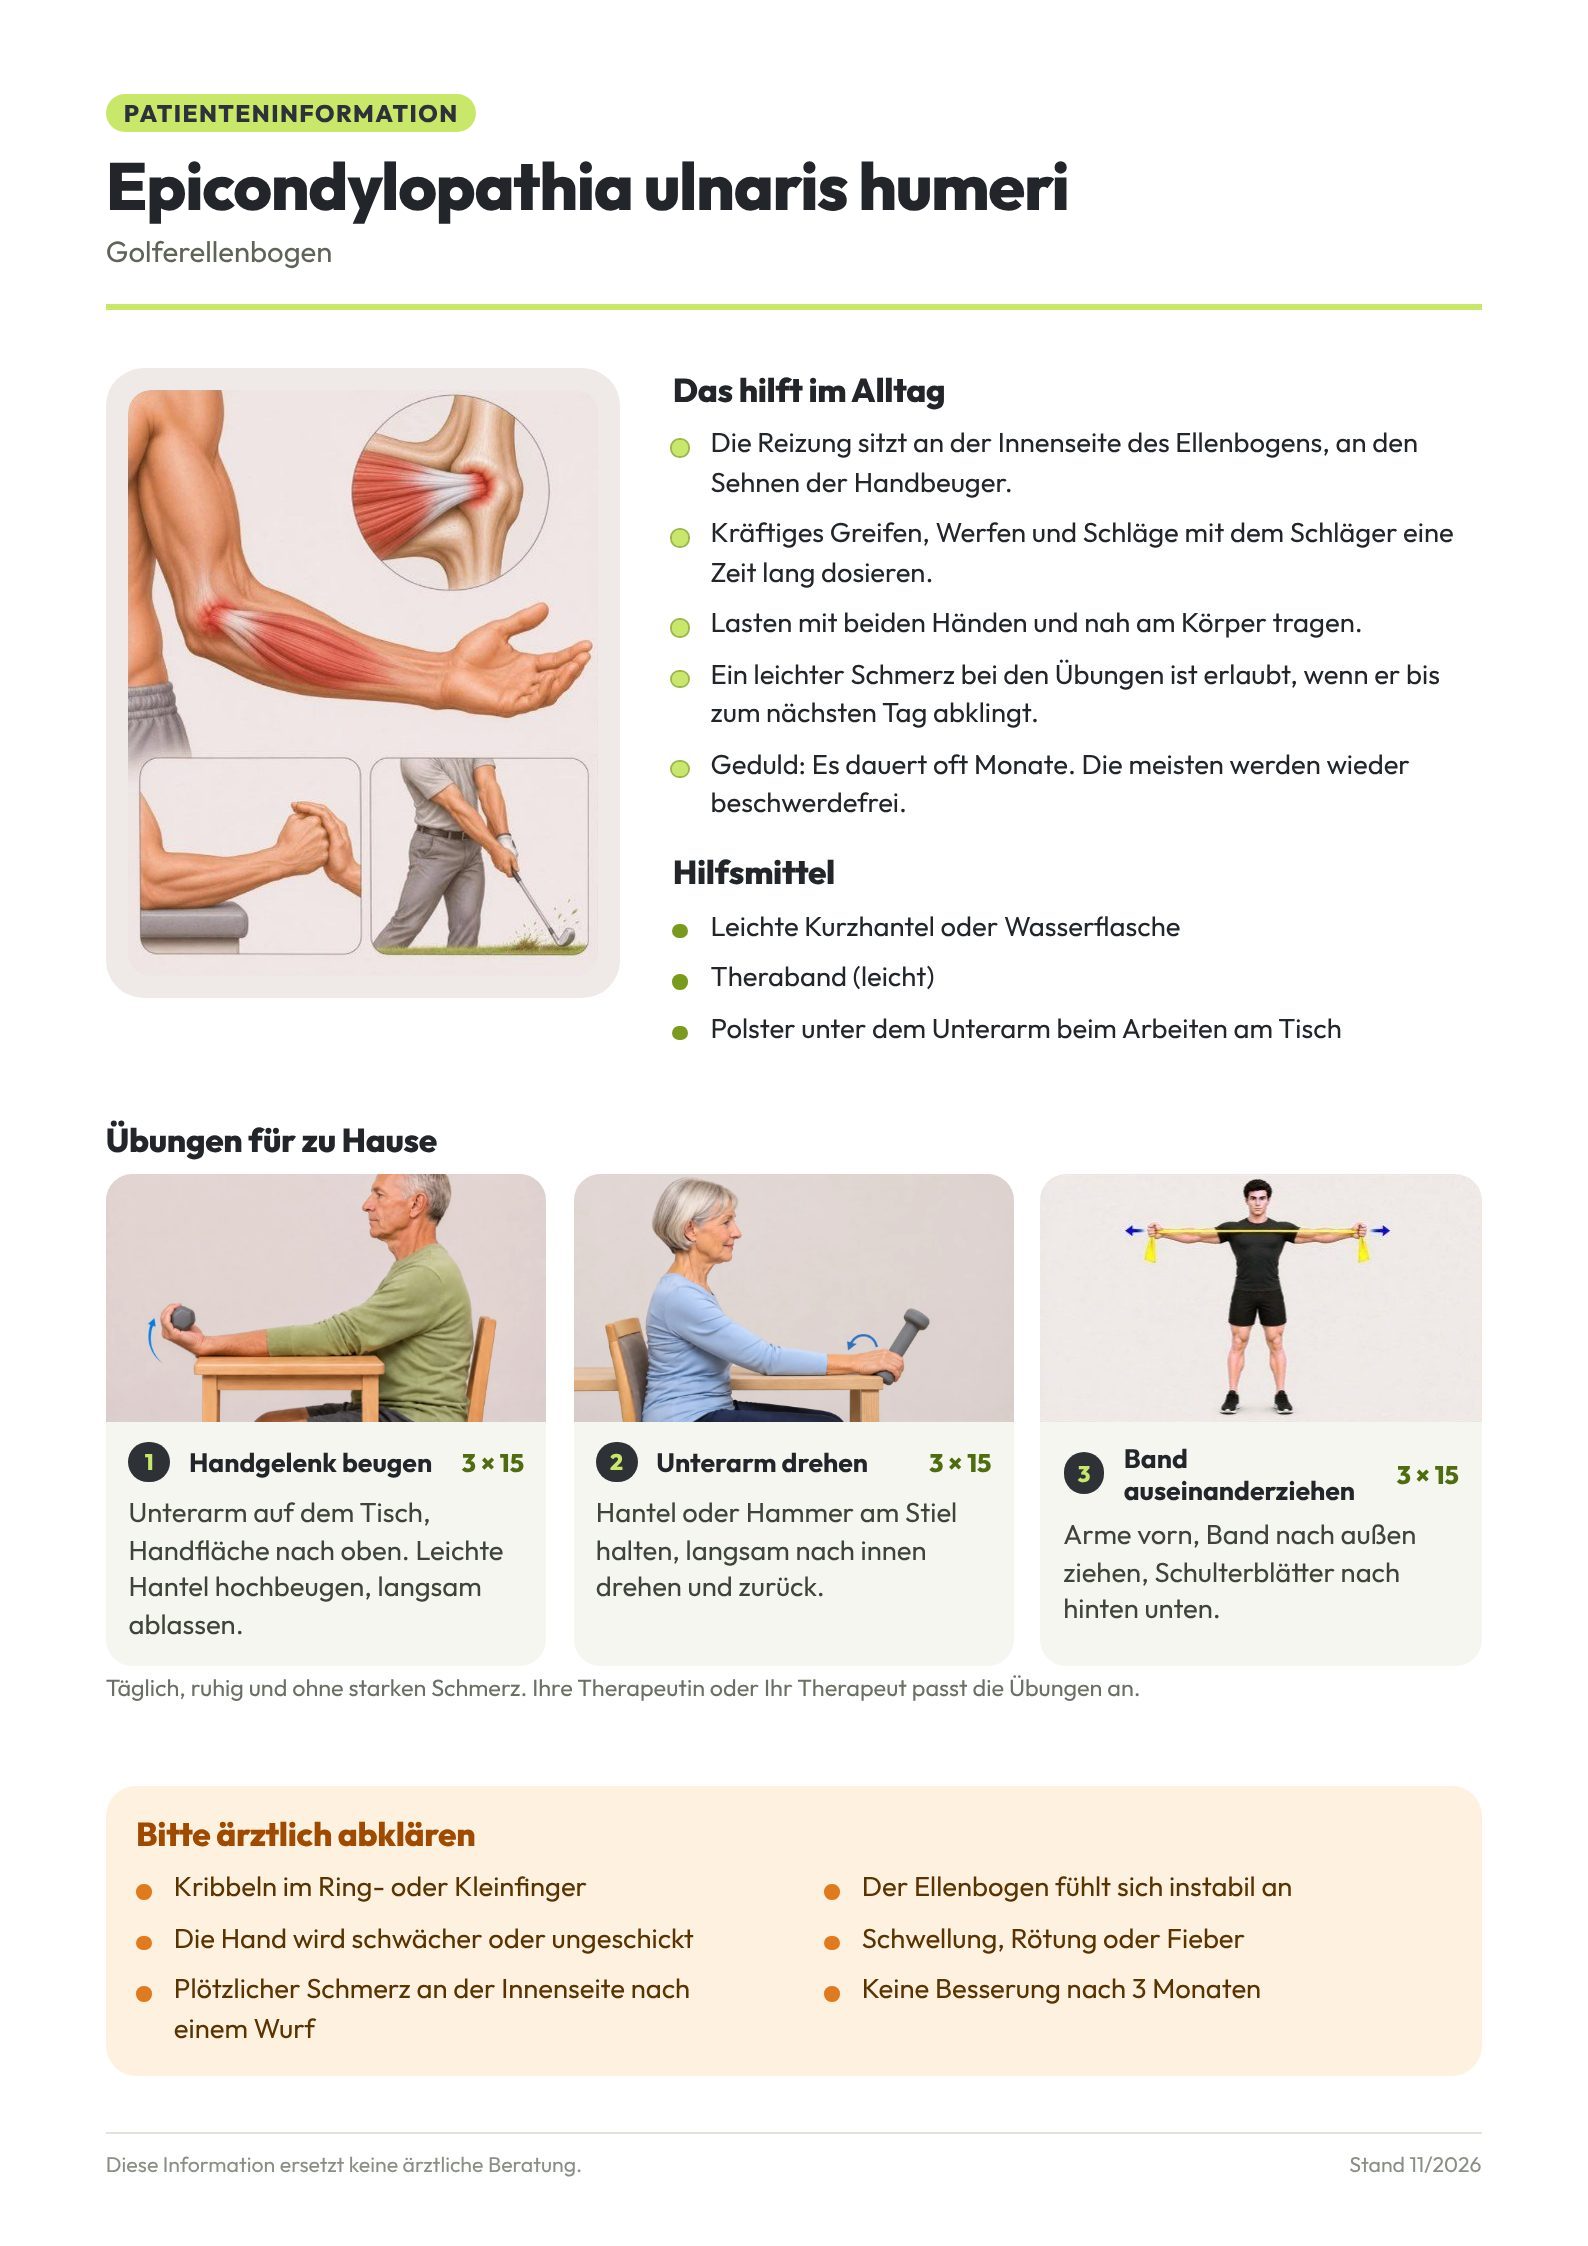 PATIENTENINFORMATION
Epicondylopathia ulnaris humeri
Golferellenbogen
Das hilft im Alltag
Die Reizung sitzt an der Innenseite des Ellenbogens, an den
Sehnen der Handbeuger.
Kräftiges Greifen, Werfen und Schläge mit dem Schläger eine
Zeit lang dosieren.
Lasten mit beiden Händen und nah am Körper tragen.
Ein leichter Schmerz bei den Übungen ist erlaubt, wenn er bis
zum nächsten Tag abklingt.
Geduld: Es dauert oft Monate. Die meisten werden wieder
beschwerdefrei.
Hilfsmittel
Leichte Kurzhantel oder Wasserflasche
Theraband (leicht)
Polster unter dem Unterarm beim Arbeiten am Tisch
Übungen für zu Hause
1 Handgelenk beugen 3 × 15
Unterarm auf dem Tisch,
Handfläche nach oben. Leichte
Hantel hochbeugen, langsam
ablassen.
2 Unterarm drehen 3 × 15
Hantel oder Hammer am Stiel
halten, langsam nach innen
drehen und zurück.
3 Band
auseinanderziehen 3 × 15
Arme vorn, Band nach außen
ziehen, Schulterblätter nach
hinten unten.
Täglich, ruhig und ohne starken Schmerz. Ihre Therapeutin oder Ihr Therapeut passt die Übungen an.
Bitte ärztlich abklären
Kribbeln im Ring- oder Kleinfinger
Die Hand wird schwächer oder ungeschickt
Plötzlicher Schmerz an der Innenseite nach
einem Wurf
Der Ellenbogen fühlt sich instabil an
Schwellung, Rötung oder Fieber
Keine Besserung nach 3 Monaten
Diese Information ersetzt keine ärztliche Beratung.
Stand 11/2026